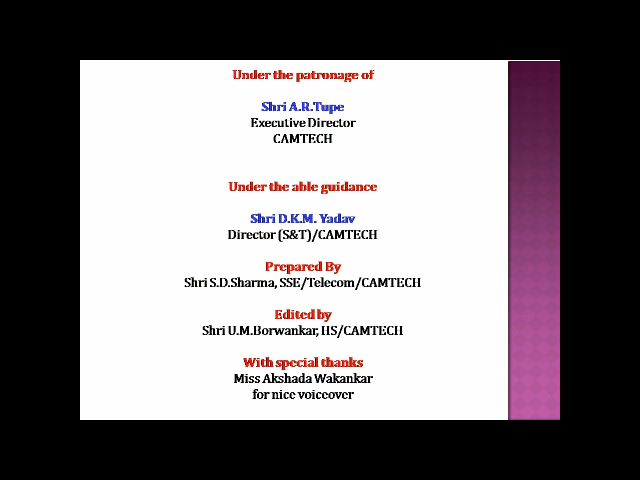 Under the patronage of
Shri A.R.Tupe
Executive Director
CAMTECH
Under the able guidance
Shri D.K.M. Yadav
Director (S&T)/CAMTECH
Prepared By
Shri S.D.Sharma, SSE/Telecom/CAMTECH
Edited by
Shri U.M.Borwankar, HS/CAMTECH
With special thanks
Miss Akshada Wakankar
for nice voiceover